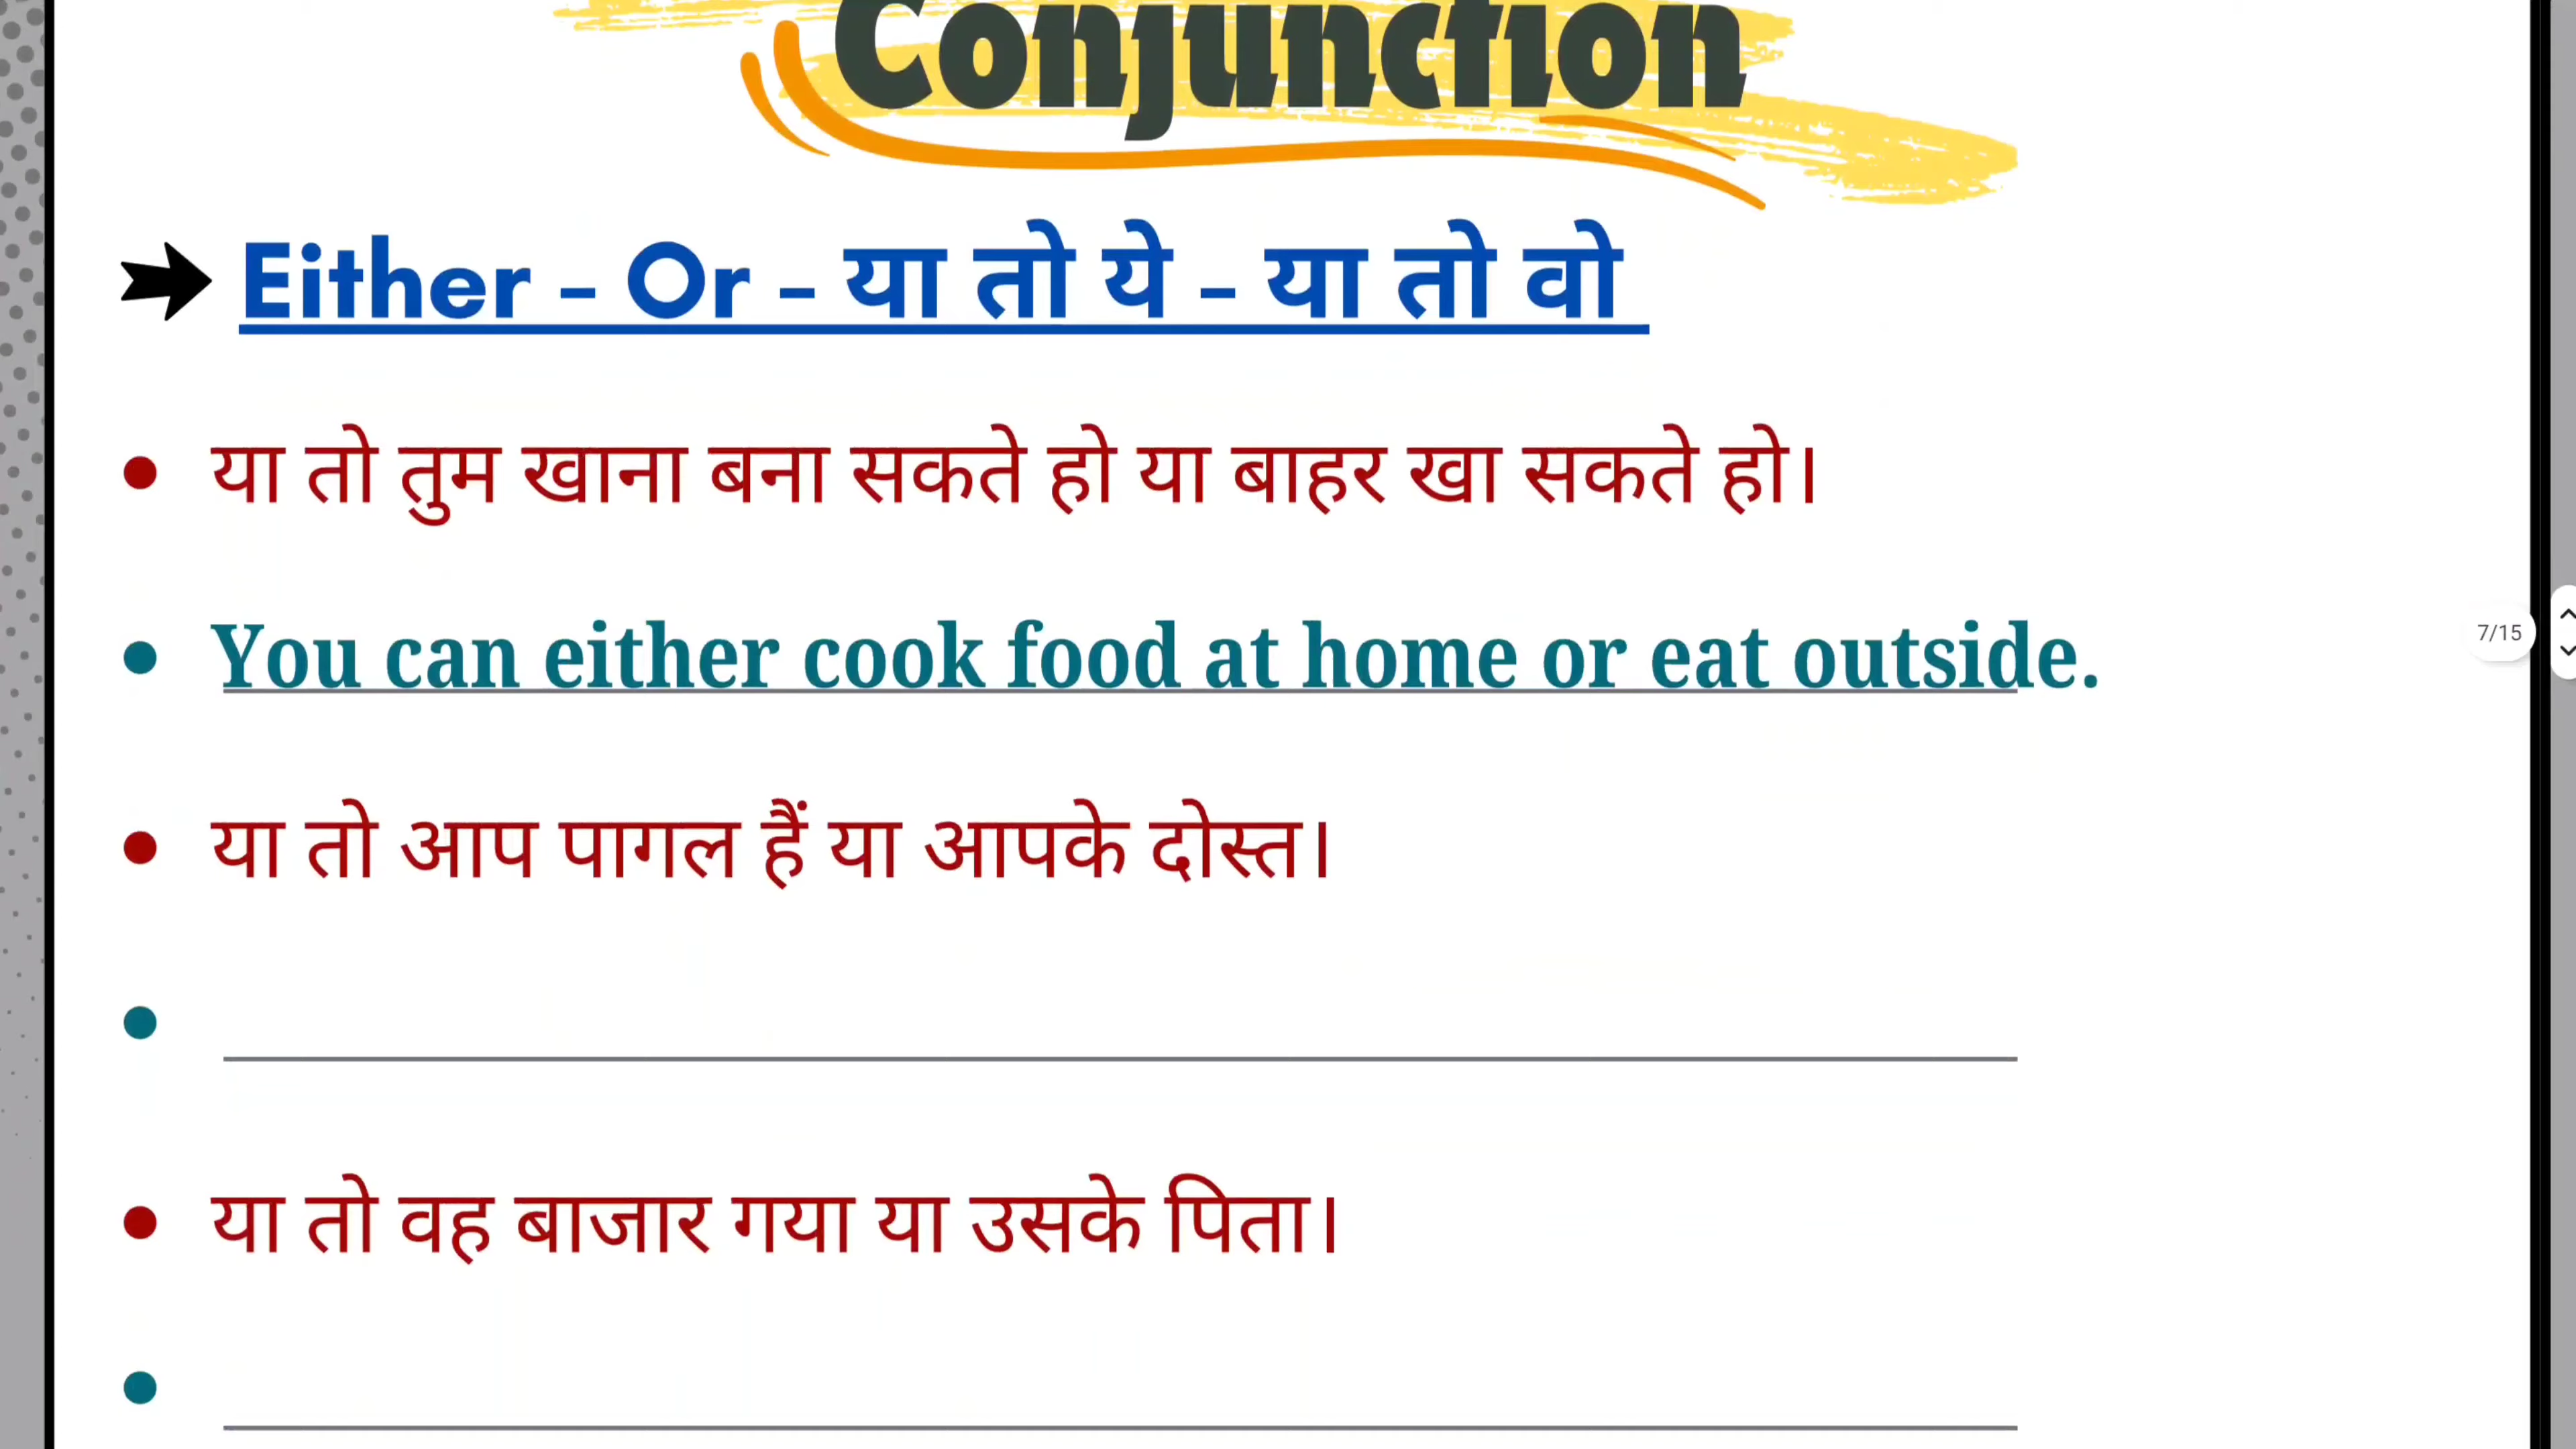 Conjunction
Either - Or - या तो ये - या तो वो
या तो तुम खाना बना सकते हो या बाहर खा सकते हो।
You can either cook food at home or eat outside.
7/15
या तो आप पागल हैं या आपके दोस्त।
या तो वह बाजार गया या उसके पिता।